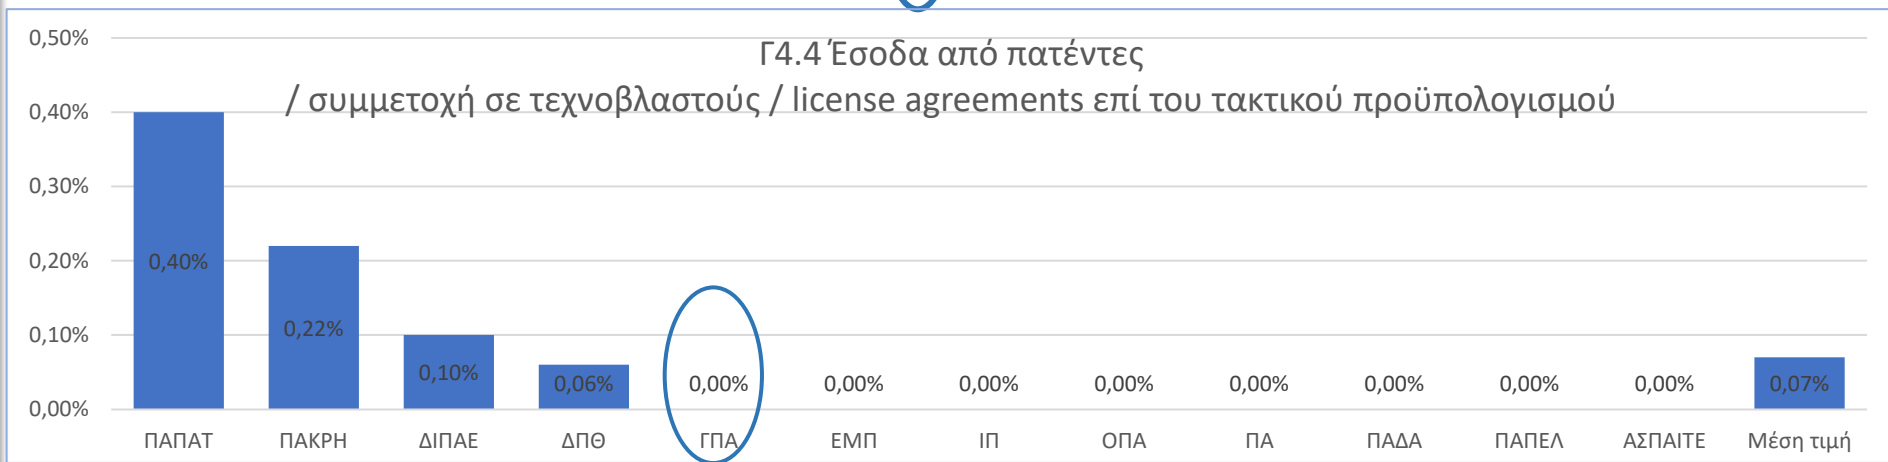 Γ4.4 Έσοδα από πατέντες
/ συμμετοχή σε τεχνοβλαστούς / license agreements επί του τακτικού προϋπολογισμού
0,50%
0,40%
0,30%
0,20%
0,10%
0,00%
0,40%
0,22%
0,10%
0,06%
0,00%
0,00%
0,00%
0,00%
0,00%
0,00%
0,00%
0,00%
0,07%
ΠΑΠΑΤ
ΠΑΚΡΗ
ΔΙΠΑΕ
ΔΠΘ
ΓΠΑ
ΕΜΠ
ΙΠ
ΟΠΑ
ΠΑ
ΠΑΔΑ
ΠΑΠΕΛ
ΑΣΠΑΙΤΕ
Μέση τιμή